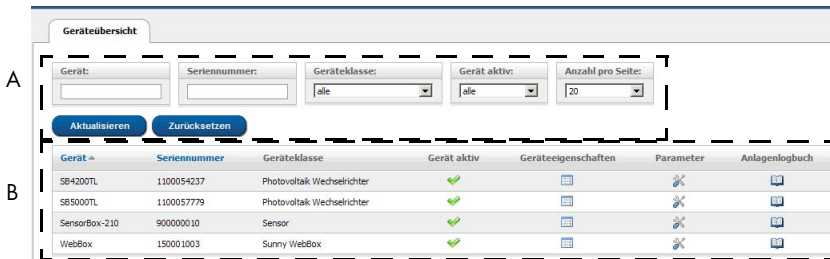 Geräteübersicht
A
Gerät: Seriennummer: Geräteklasse: Gerät aktiv: Anzahl pro Seite:
alle alle 20
Aktualisieren Zurücksetzen
B
Gerät Seriennummer Geräteklasse Gerät aktiv Geräteeigenschaften Parameter Anlagenlogbuch
SB4200TL 1100054237 Photovoltaik Wechselrichter
SB5000TL 1100057779 Photovoltaik Wechselrichter
SensorBox-210 900000010 Sensor
WebBox 150001003 Sunny WebBox